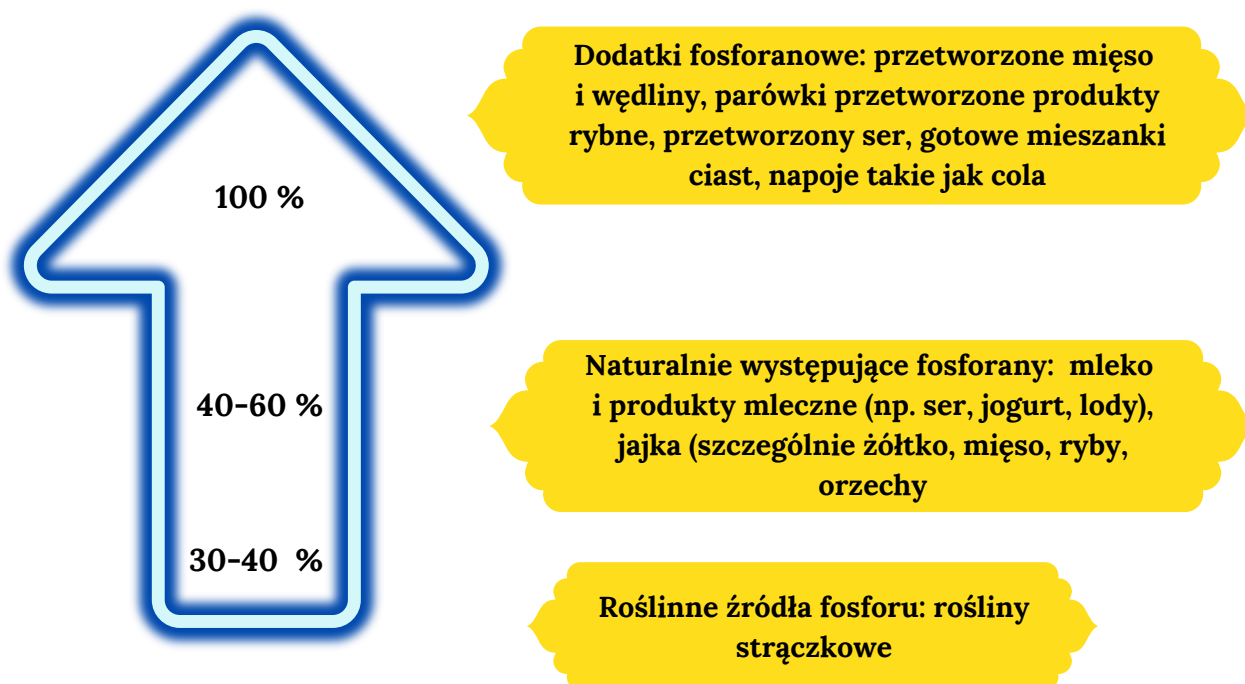 Dodatki fosforanowe: przetworzone mięso
i wędliny, parówki przetworzone produkty
rybne, przetworzony ser, gotowe mieszanki
ciast, napoje takie jak cola
100 %
Naturalnie występujące fosforany:  mleko
i produkty mleczne (np. ser, jogurt, lody),
jajka (szczególnie żółtko, mięso, ryby,
orzechy
40-60 %
30-40  %
Roślinne źródła fosforu: rośliny
strączkowe